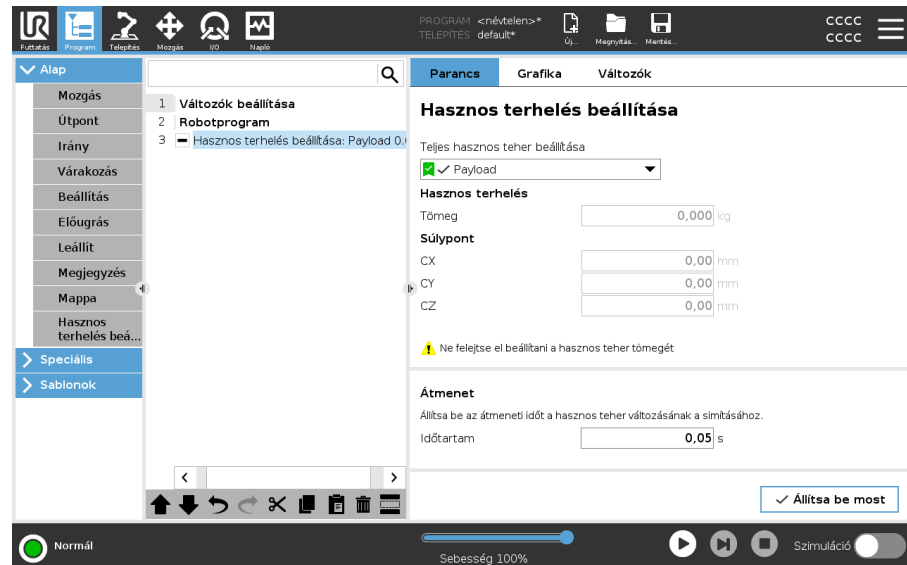 PROGRAM <névtelen>*
TELEPÍTÉS default*
Futtatás
Program
Telepítés
Mozgás
I/O
Napló
Új...
Megnyitás...
Mentés...
CCCC
CCCC
Alap
Mozgás
Útpont
Irány
Várakozás
Beállítás
Előugrás
Leállít
Megjegyzés
Mappa
Hasznos
terhelés beá...
Speciális
Sablonok
1 Változók beállítása
2 Robotprogram
3 Hasznos terhelés beállítása: Payload 0.0
Parancs Grafika Változók
Hasznos terhelés beállítása
Teljes hasznos teher beállítása
Payload
Hasznos terhelés
Tömeg 0,000 kg
Súlypont
CX 0,00 mm
CY 0,00 mm
CZ 0,00 mm
Ne felejtse el beállítani a hasznos teher tömegét
Átmenet
Állítsa be az átmeneti időt a hasznos teher változásának a simításához.
Időtartam 0,05 s
Állítsa be most
Normál
Sebesség 100%
Szimuláció